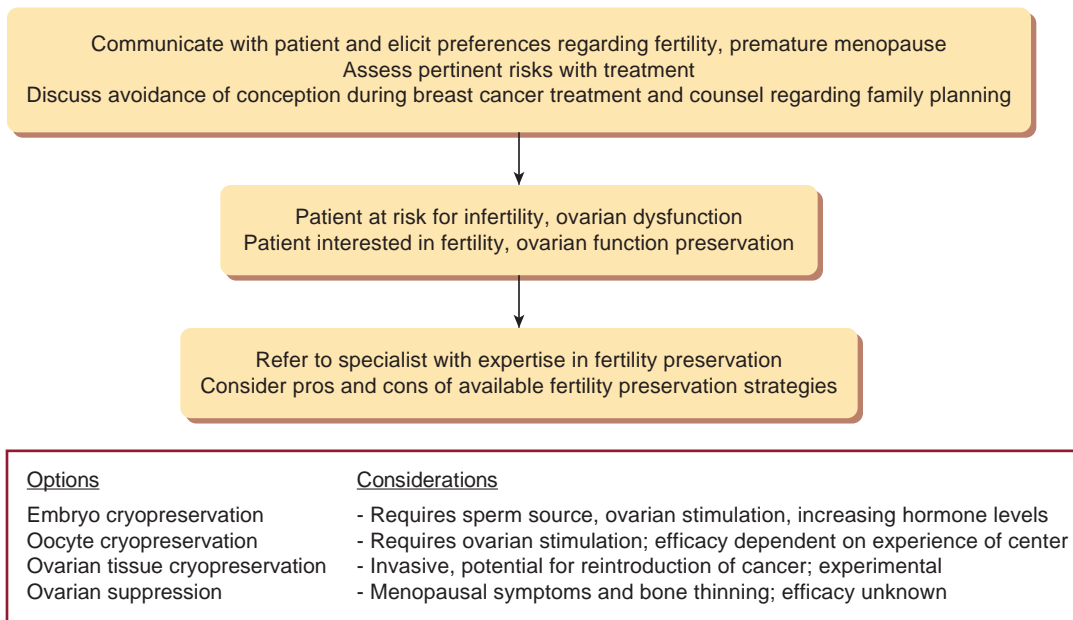 Communicate with patient and elicit preferences regarding fertility, premature menopause
Assess pertinent risks with treatment
Discuss avoidance of conception during breast cancer treatment and counsel regarding family planning
Patient at risk for infertility, ovarian dysfunction
Patient interested in fertility, ovarian function preservation
Refer to specialist with expertise in fertility preservation
Consider pros and cons of available fertility preservation strategies
Options Considerations
Embryo cryopreservation - Requires sperm source, ovarian stimulation, increasing hormone levels
Oocyte cryopreservation - Requires ovarian stimulation; efficacy dependent on experience of center
Ovarian tissue cryopreservation - Invasive, potential for reintroduction of cancer; experimental
Ovarian suppression - Menopausal symptoms and bone thinning; efficacy unknown